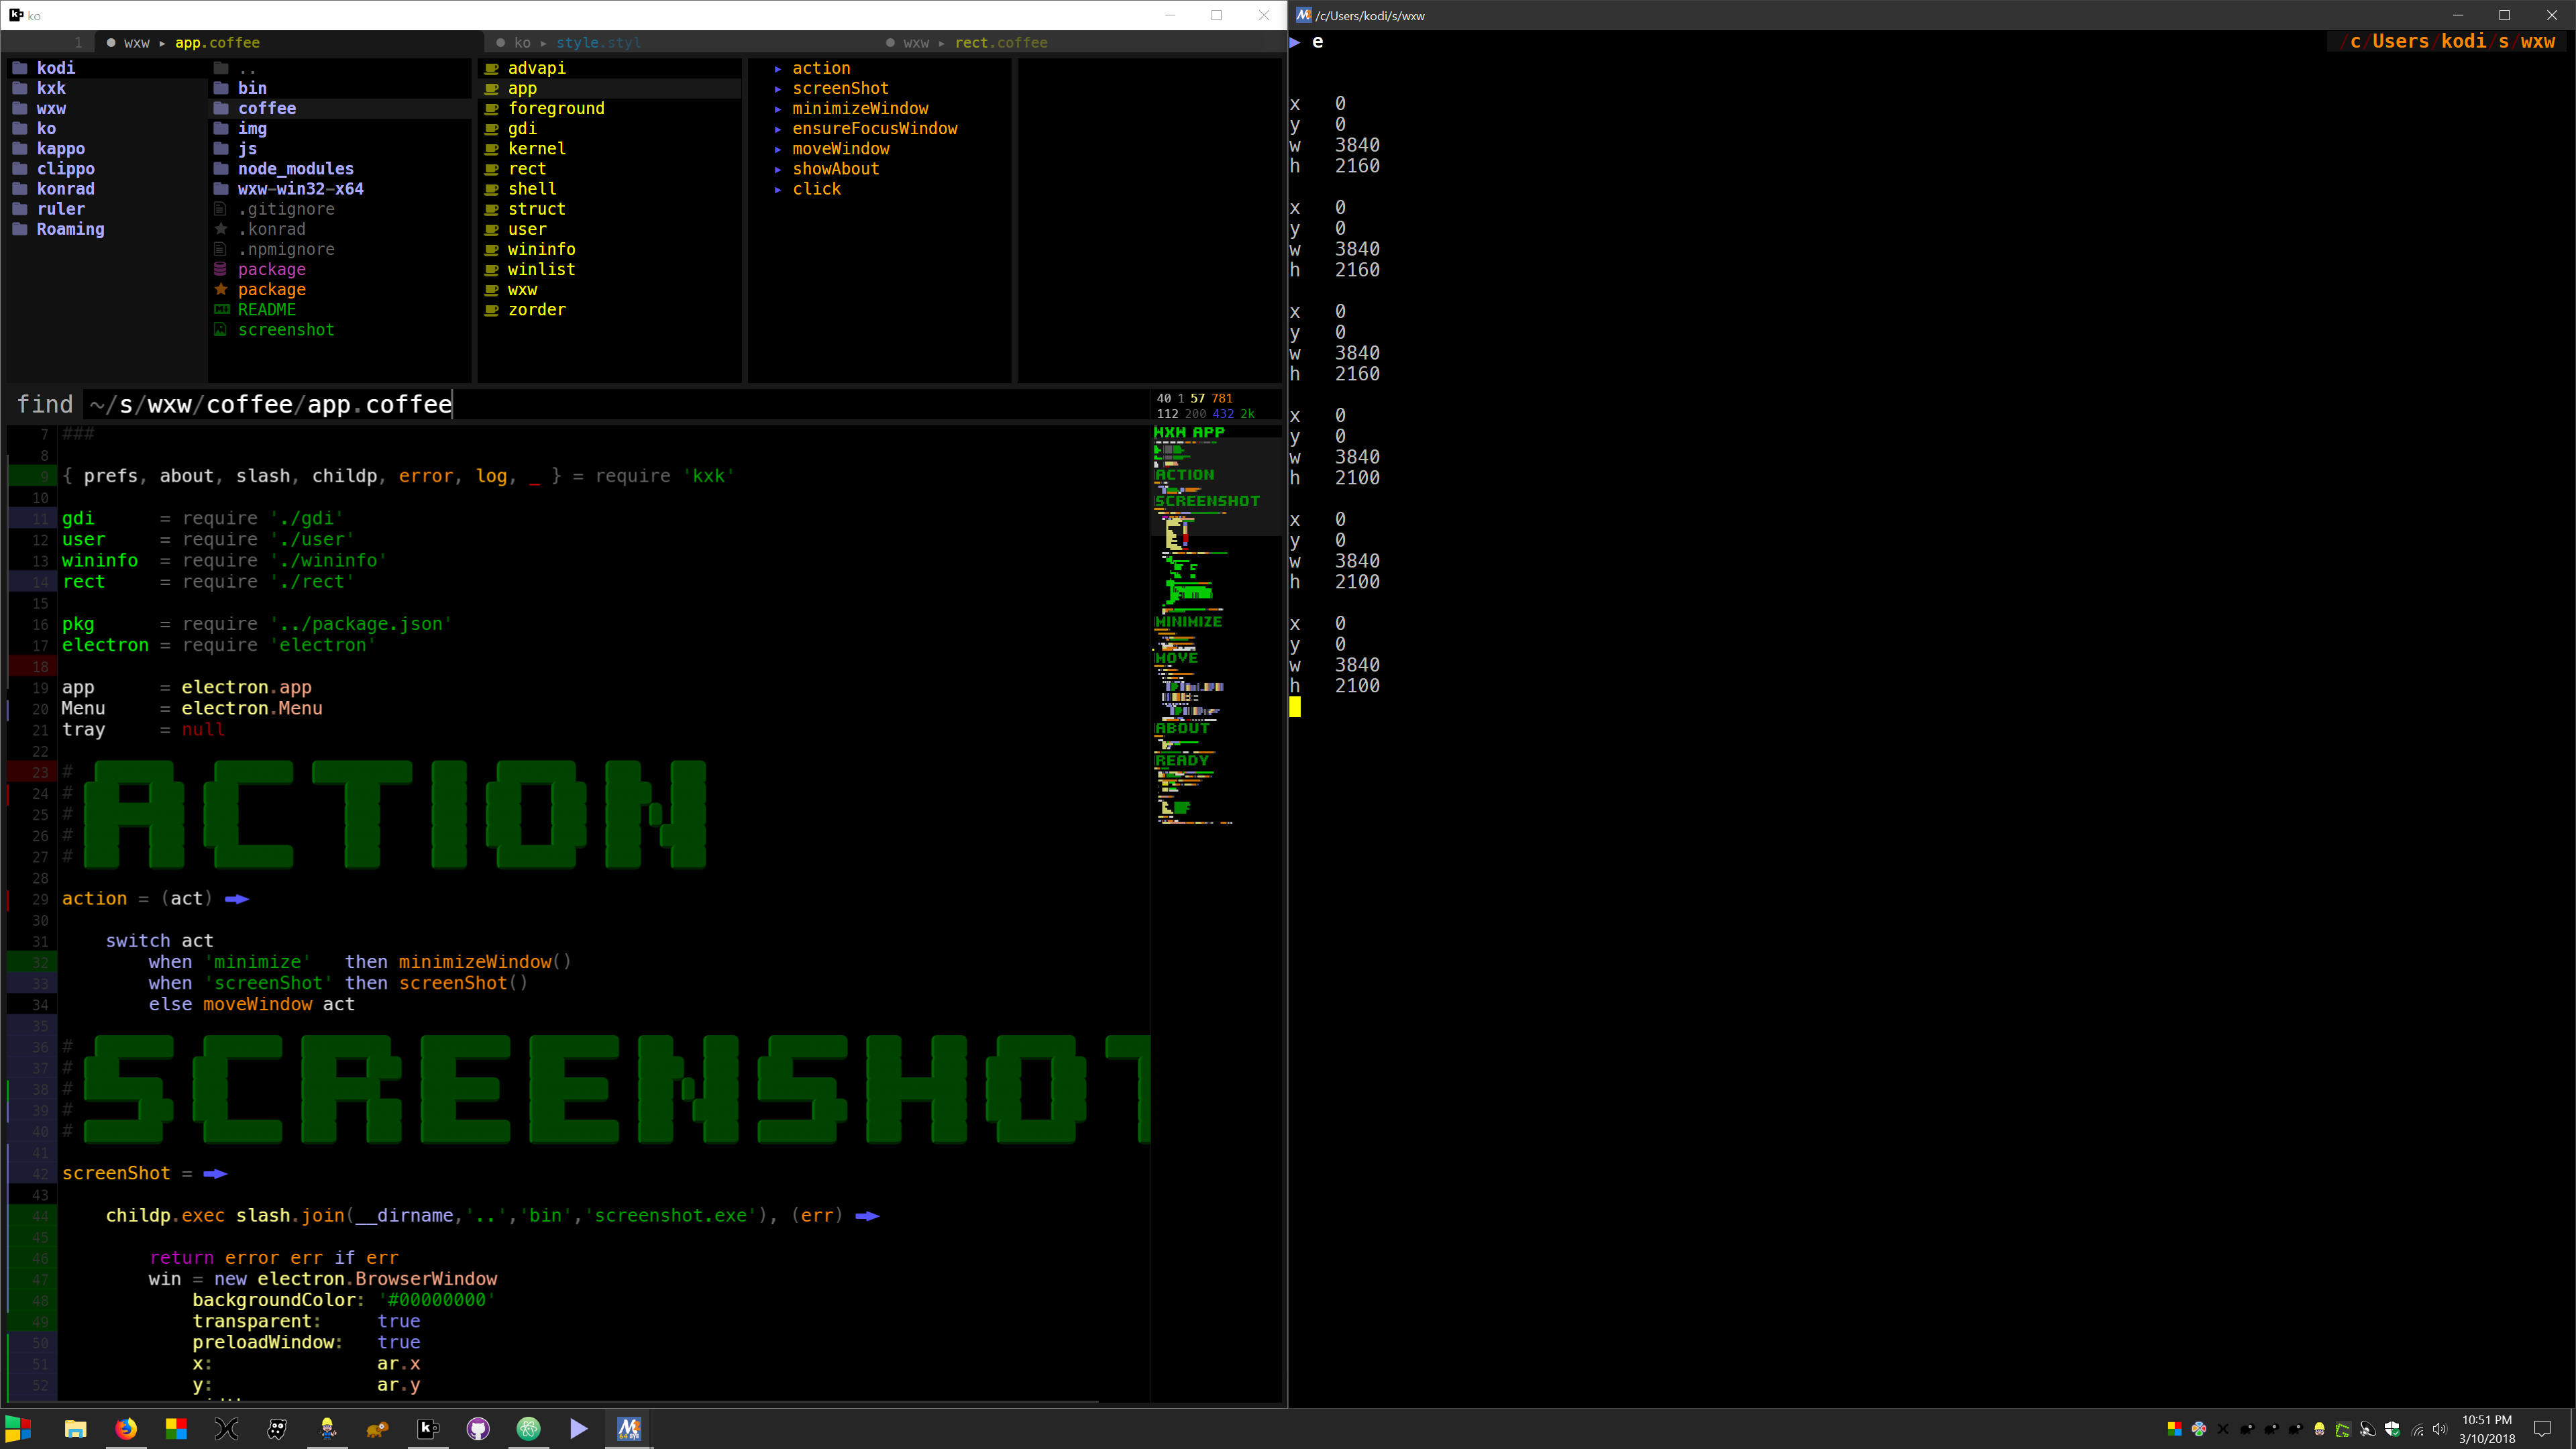 ko
1 wxw ▸ app.coffee ko ▸ style.styl wxw ▸ rect.coffee
kodi
kxk
wxw
ko
kappo
clippo
konrad
ruler
Roaming
..
bin
coffee
img
js
node_modules
wxw-win32-x64
.gitignore
.konrad
.npmignore
package
package
README
screenshot
advapi
app
foreground
gdi
kernel
rect
shell
struct
user
wininfo
winlist
wxw
zorder
▸ action
▸ screenShot
▸ minimizeWindow
▸ ensureFocusWindow
▸ moveWindow
▸ showAbout
▸ click
find ~/s/wxw/coffee/app.coffee
40 1 57 781
112 200 432 2k
7 ###
8
9 { prefs, about, slash, childp, error, log, _ } = require 'kxk'
10
11 gdi = require './gdi'
12 user = require './user'
13 wininfo = require './wininfo'
14 rect = require './rect'
15
16 pkg = require '../package.json'
17 electron = require 'electron'
18
19 app = electron.app
20 Menu = electron.Menu
21 tray = null
22
23 #
24 #
25 # ACTION
26 #
27 #
28
29 action = (act) ➡
30
31 switch act
32 when 'minimize' then minimizeWindow()
33 when 'screenShot' then screenShot()
34 else moveWindow act
35
36 #
37 #
38 # SCREENSHOT
39 #
40 #
41
42 screenShot = ➡
43
44 childp.exec slash.join(__dirname,'..','bin','screenshot.exe'), (err) ➡
45
46 return error err if err
47 win = new electron.BrowserWindow
48 backgroundColor: '#00000000'
49 transparent: true
50 preloadWindow: true
51 x: ar.x
52 y: ar.y
WXW APP
ACTION
SCREENSHOT
MINIMIZE
MOVE
ABOUT
READY
/c/Users/kodi/s/wxw
▶ e /c/Users/kodi/s/wxw
x 0
y 0
w 3840
h 2160
x 0
y 0
w 3840
h 2160
x 0
y 0
w 3840
h 2160
x 0
y 0
w 3840
h 2100
x 0
y 0
w 3840
h 2100
x 0
y 0
w 3840
h 2100
10:51 PM
3/10/2018